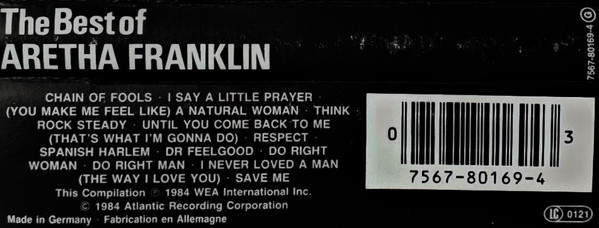 The Best of
ARETHA FRANKLIN
7567-80169-4 G
CHAIN OF FOOLS · I SAY A LITTLE PRAYER ·
(YOU MAKE ME FEEL LIKE) A NATURAL WOMAN · THINK ·
ROCK STEADY · UNTIL YOU COME BACK TO ME
(THAT'S WHAT I'M GONNA DO) · RESPECT ·
SPANISH HARLEM · DR FEELGOOD · DO RIGHT
WOMAN · DO RIGHT MAN · I NEVER LOVED A MAN
(THE WAY I LOVE YOU) · SAVE ME
This Compilation ℗ 1984 WEA International Inc.
© 1984 Atlantic Recording Corporation
Made in Germany · Fabrication en Allemagne
0 3
7567-80169-4
LC 0121